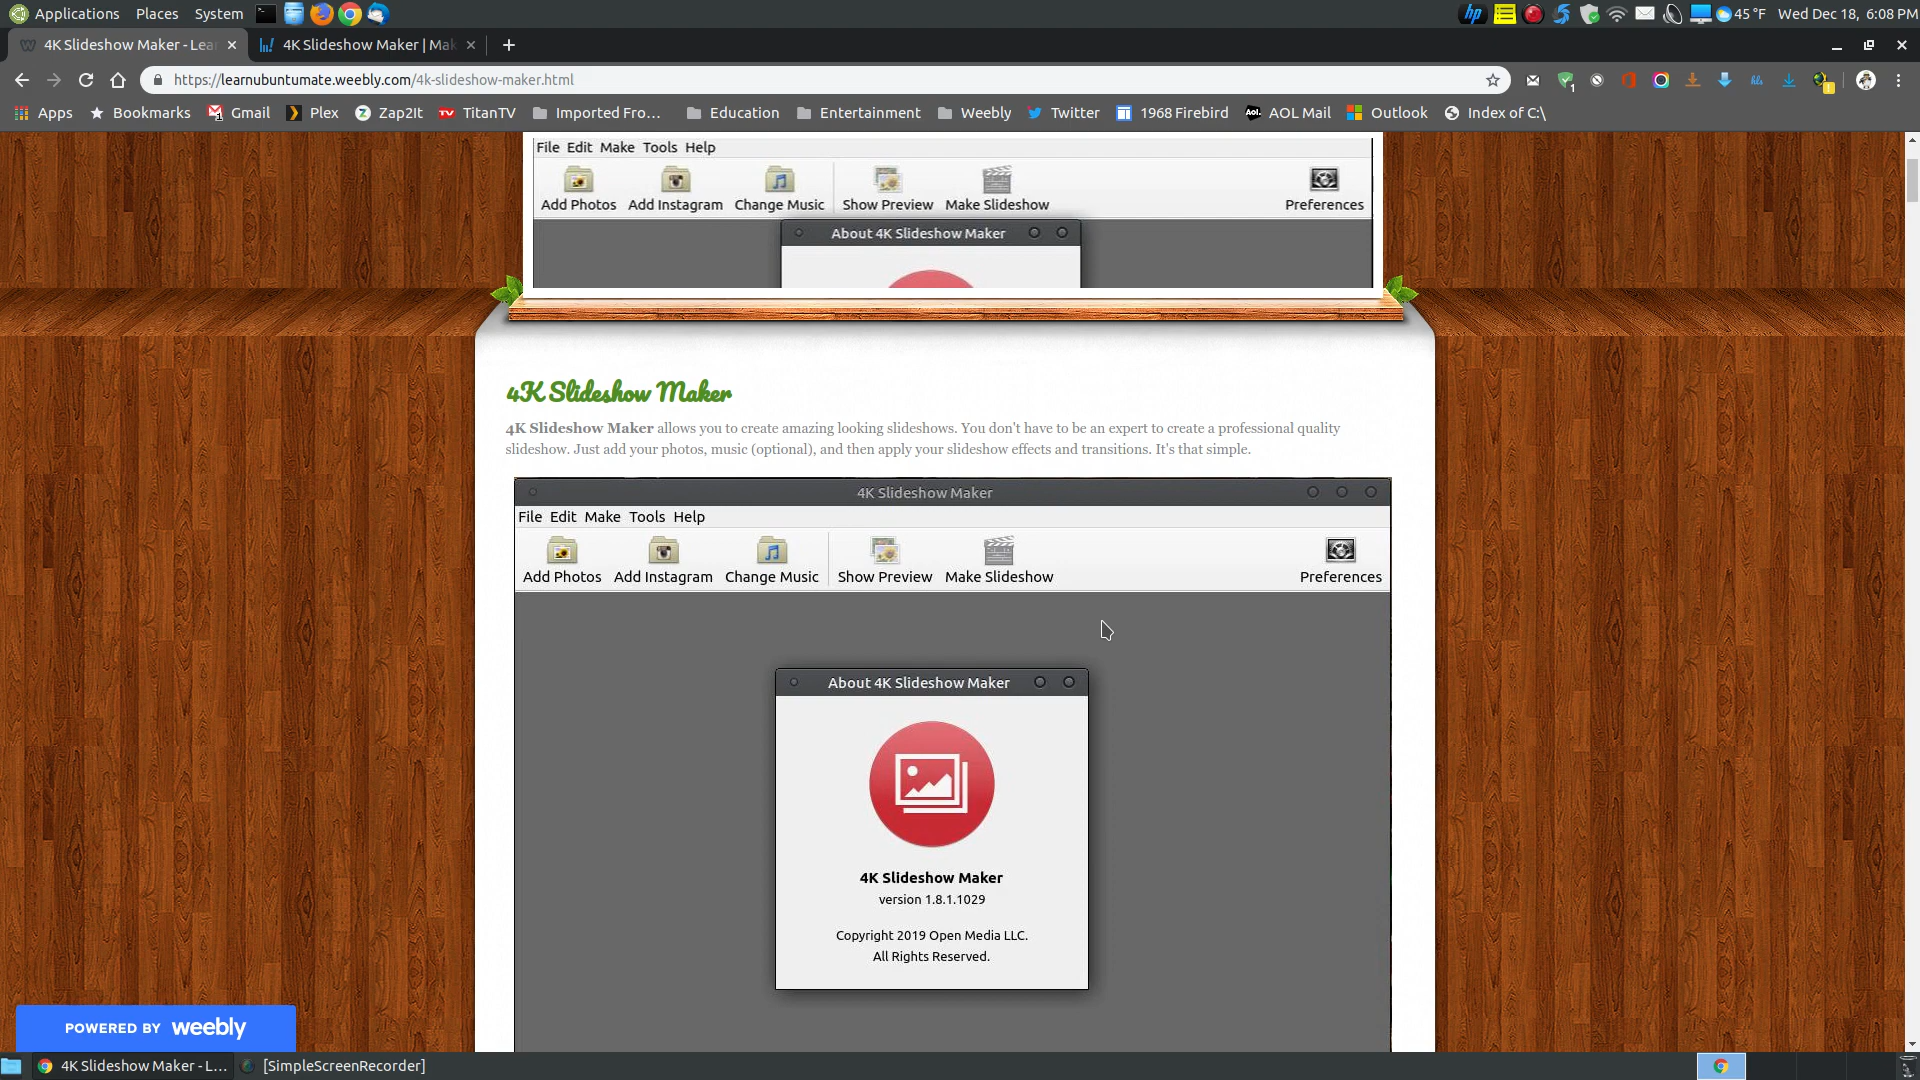 Applications Places System 45 °F Wed Dec 18, 6:08 PM
4K Slideshow Maker - Lear 4K Slideshow Maker | Mak
https://learnubuntumate.weebly.com/4k-slideshow-maker.html
Apps Bookmarks Gmail Plex Zap2It TitanTV Imported Fro... Education Entertainment Weebly Twitter 1968 Firebird AOL Mail Outlook Index of C:\
File Edit Make Tools Help
Add Photos Add Instagram Change Music Show Preview Make Slideshow Preferences
About 4K Slideshow Maker
4K Slideshow Maker
4K Slideshow Maker allows you to create amazing looking slideshows. You don't have to be an expert to create a professional quality
slideshow. Just add your photos, music (optional), and then apply your slideshow effects and transitions. It's that simple.
4K Slideshow Maker
File Edit Make Tools Help
Add Photos Add Instagram Change Music Show Preview Make Slideshow Preferences
About 4K Slideshow Maker
4K Slideshow Maker
version 1.8.1.1029
Copyright 2019 Open Media LLC.
All Rights Reserved.
POWERED BY weebly
4K Slideshow Maker - L... [SimpleScreenRecorder]